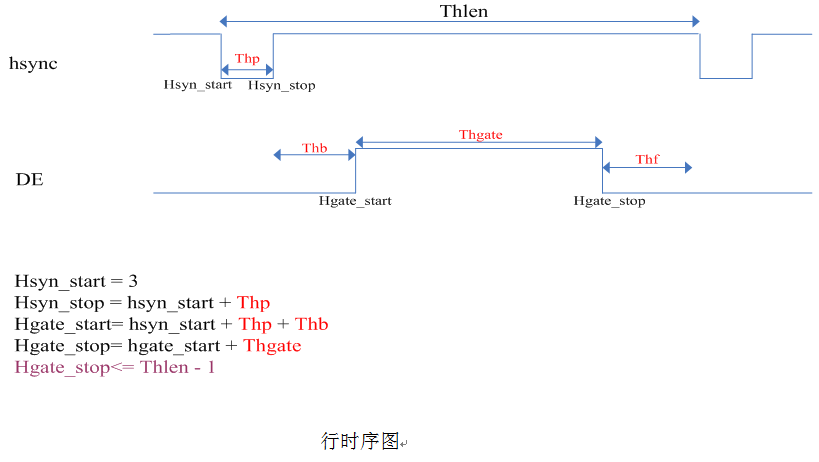 Thlen
hsync
Thp
Hsyn_start
Hsyn_stop
Thgate
Thb
Thf
DE
Hgate_start
Hgate_stop
Hsyn_start = 3
Hsyn_stop = hsyn_start + Thp
Hgate_start= hsyn_start + Thp + Thb
Hgate_stop= hgate_start + Thgate
Hgate_stop<= Thlen - 1
行时序图↵